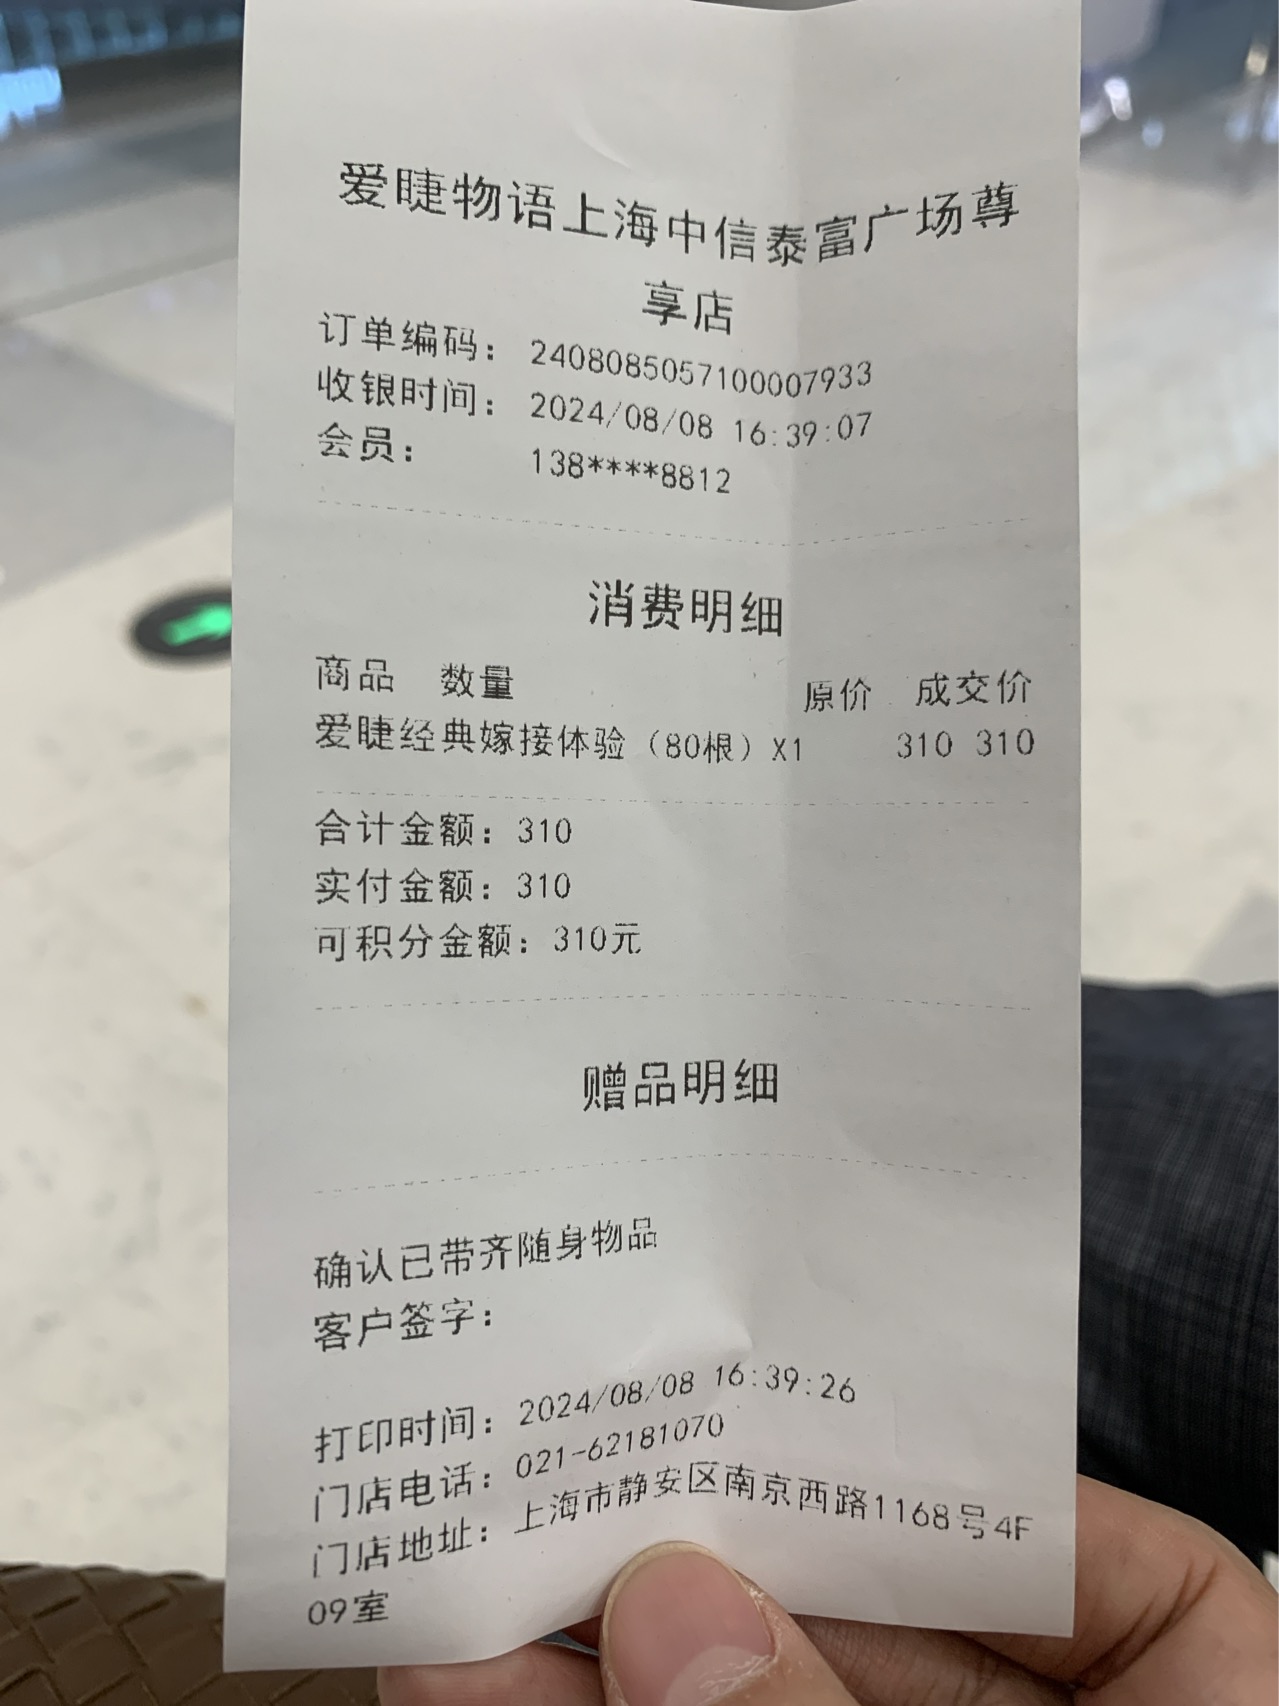 爱睫物语上海中信泰富广场尊
享店
订单编码： 2408085057100007933
收银时间： 2024/08/08 16:39:07
会员： 138****8812
消费明细
商品 数量 原价 成交价
爱睫经典嫁接体验（80根）X1 310 310
合计金额：310
实付金额：310
可积分金额：310元
赠品明细
确认已带齐随身物品
客户签字：
打印时间：2024/08/08 16:39:26
门店电话：021-62181070
门店地址：上海市静安区南京西路1168号4F
09室